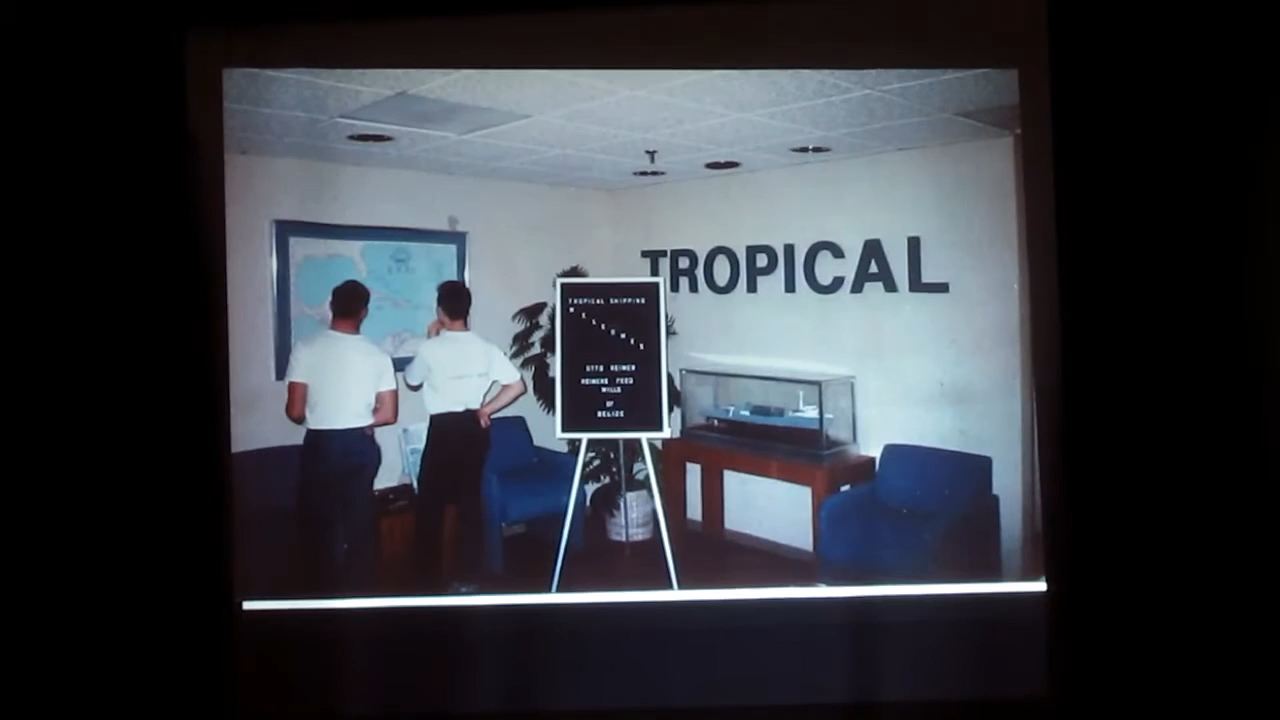 TROPICAL
TROPICAL SHIPPING
WELCOMES
OTTO REIMER
REIMERS FEED
MILLS
OF
BELIZE